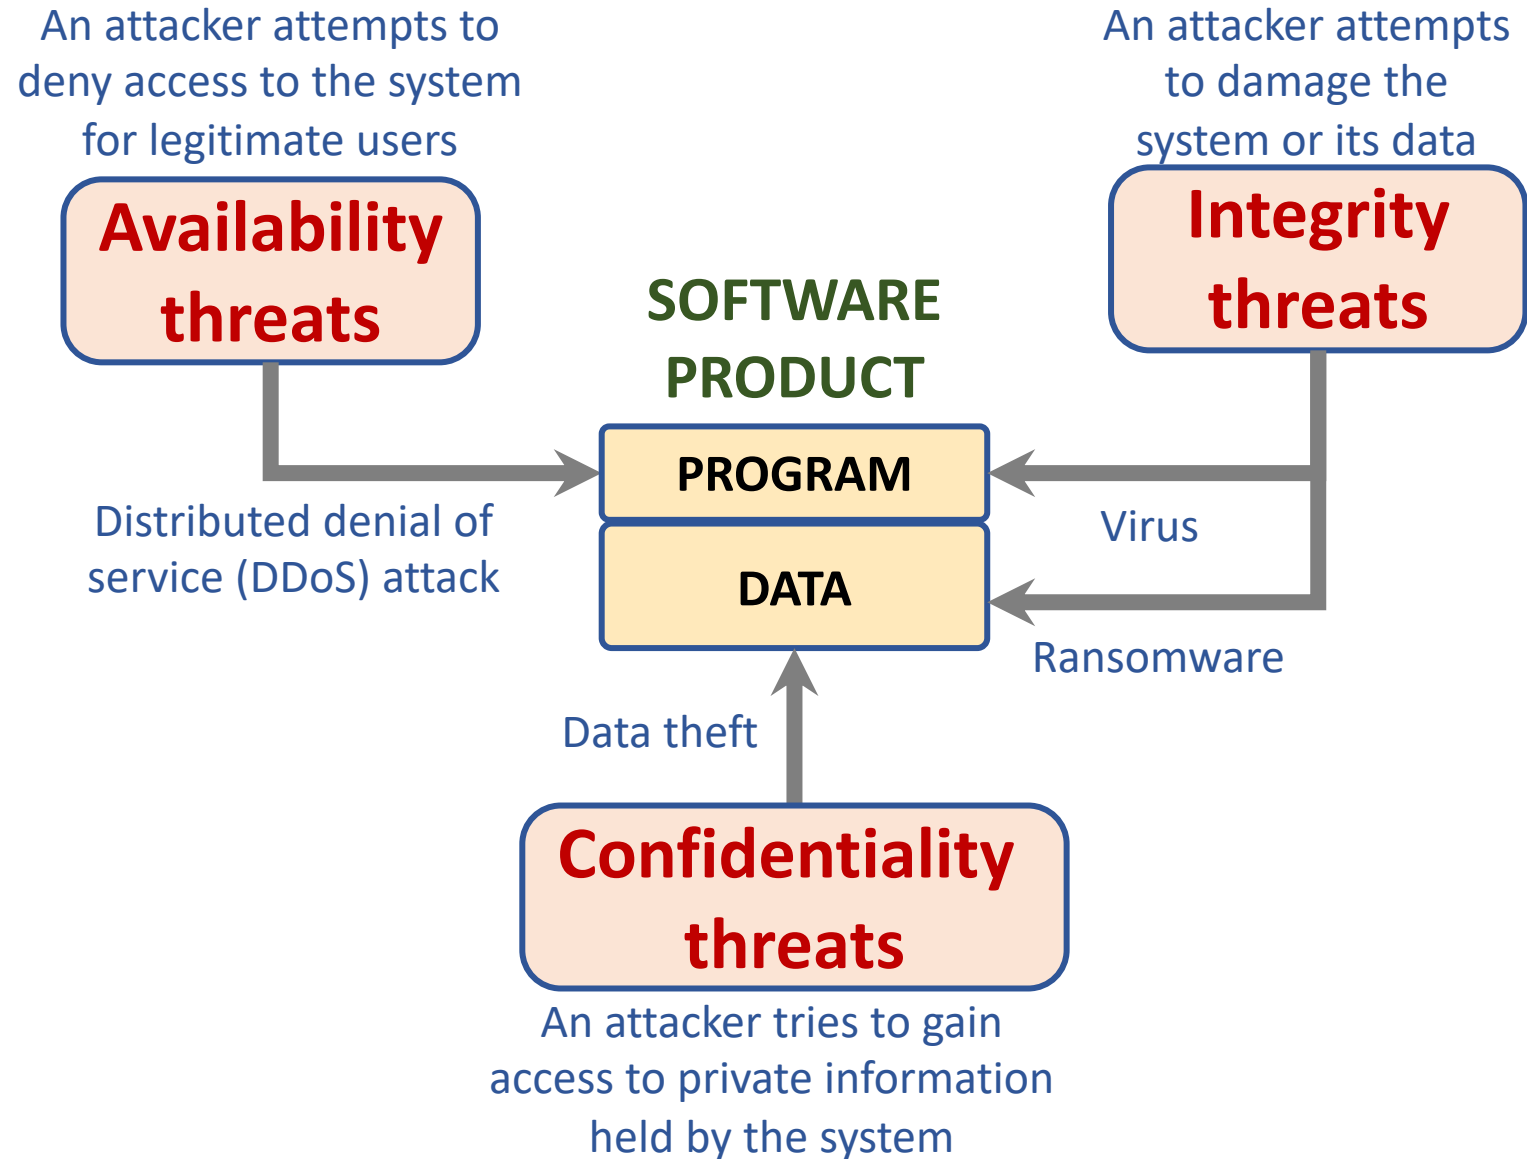 An attacker attempts to
deny access to the system
for legitimate users
Availability
threats
An attacker attempts
to damage the
system or its data
Integrity
threats
SOFTWARE
PRODUCT
PROGRAM
DATA
Distributed denial of
service (DDoS) attack
Virus
Ransomware
Data theft
Confidentiality
threats
An attacker tries to gain
access to private information
held by the system